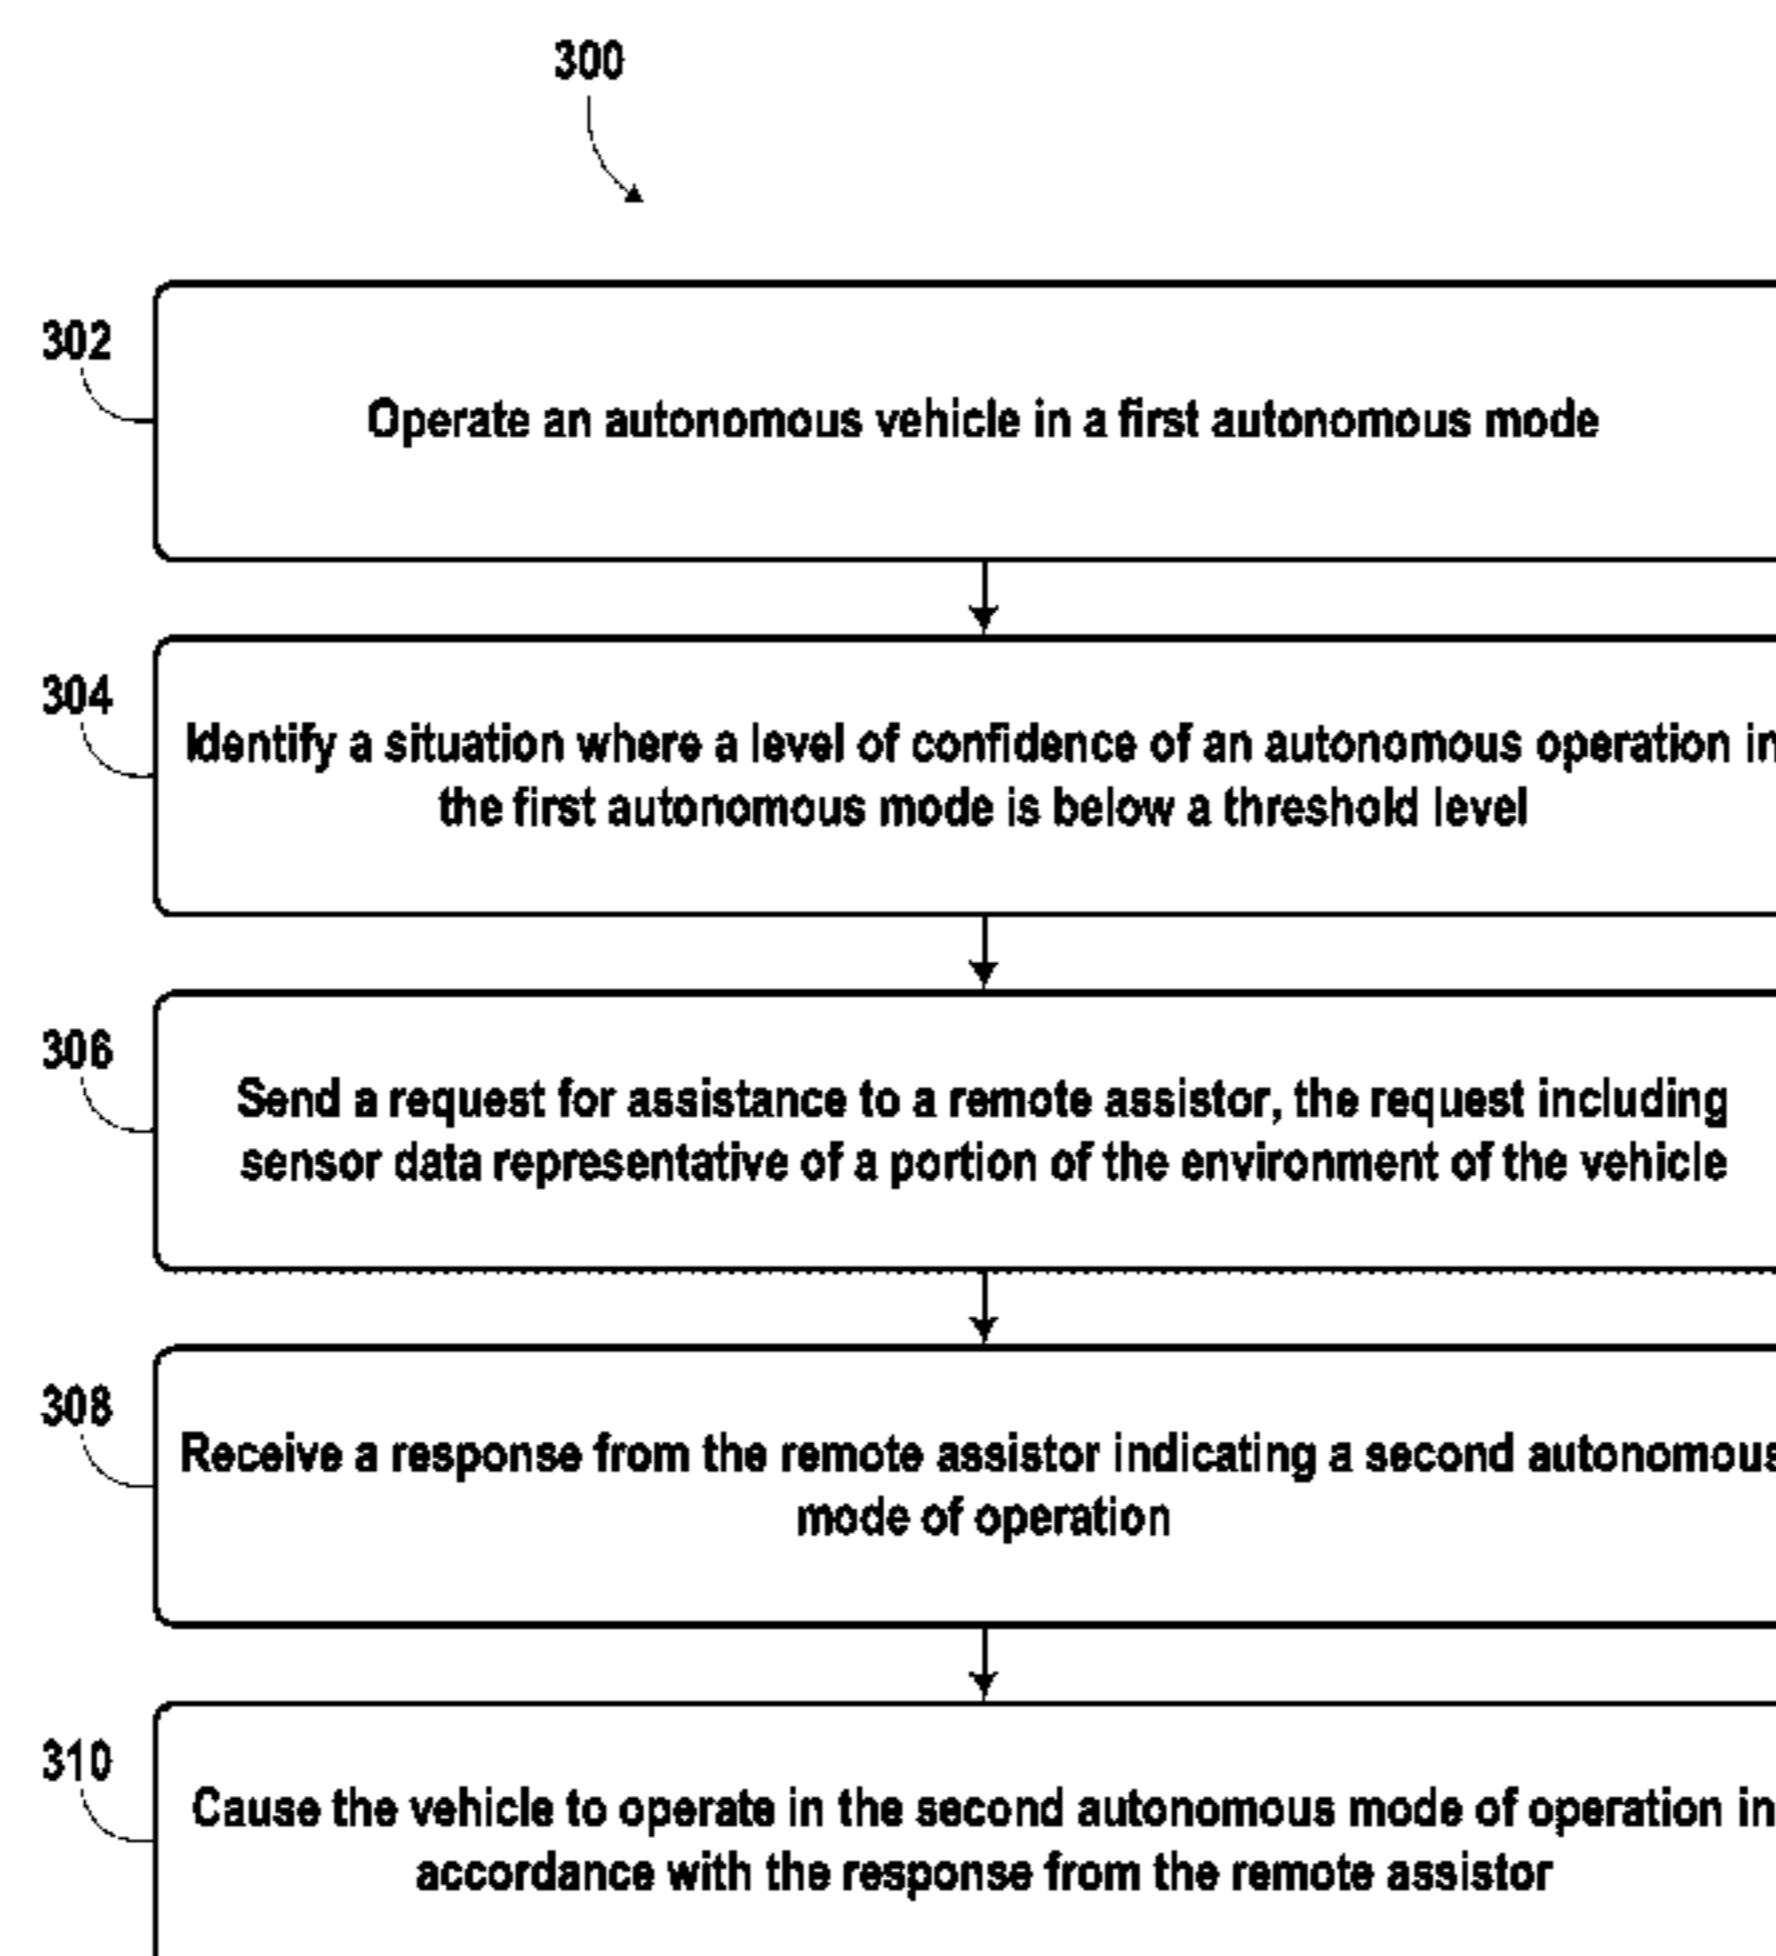 300
302
Operate an autonomous vehicle in a first autonomous mode
304
Identify a situation where a level of confidence of an autonomous operation in
the first autonomous mode is below a threshold level
306
Send a request for assistance to a remote assistor, the request including
sensor data representative of a portion of the environment of the vehicle
308
Receive a response from the remote assistor indicating a second autonomous
mode of operation
310
Cause the vehicle to operate in the second autonomous mode of operation in
accordance with the response from the remote assistor